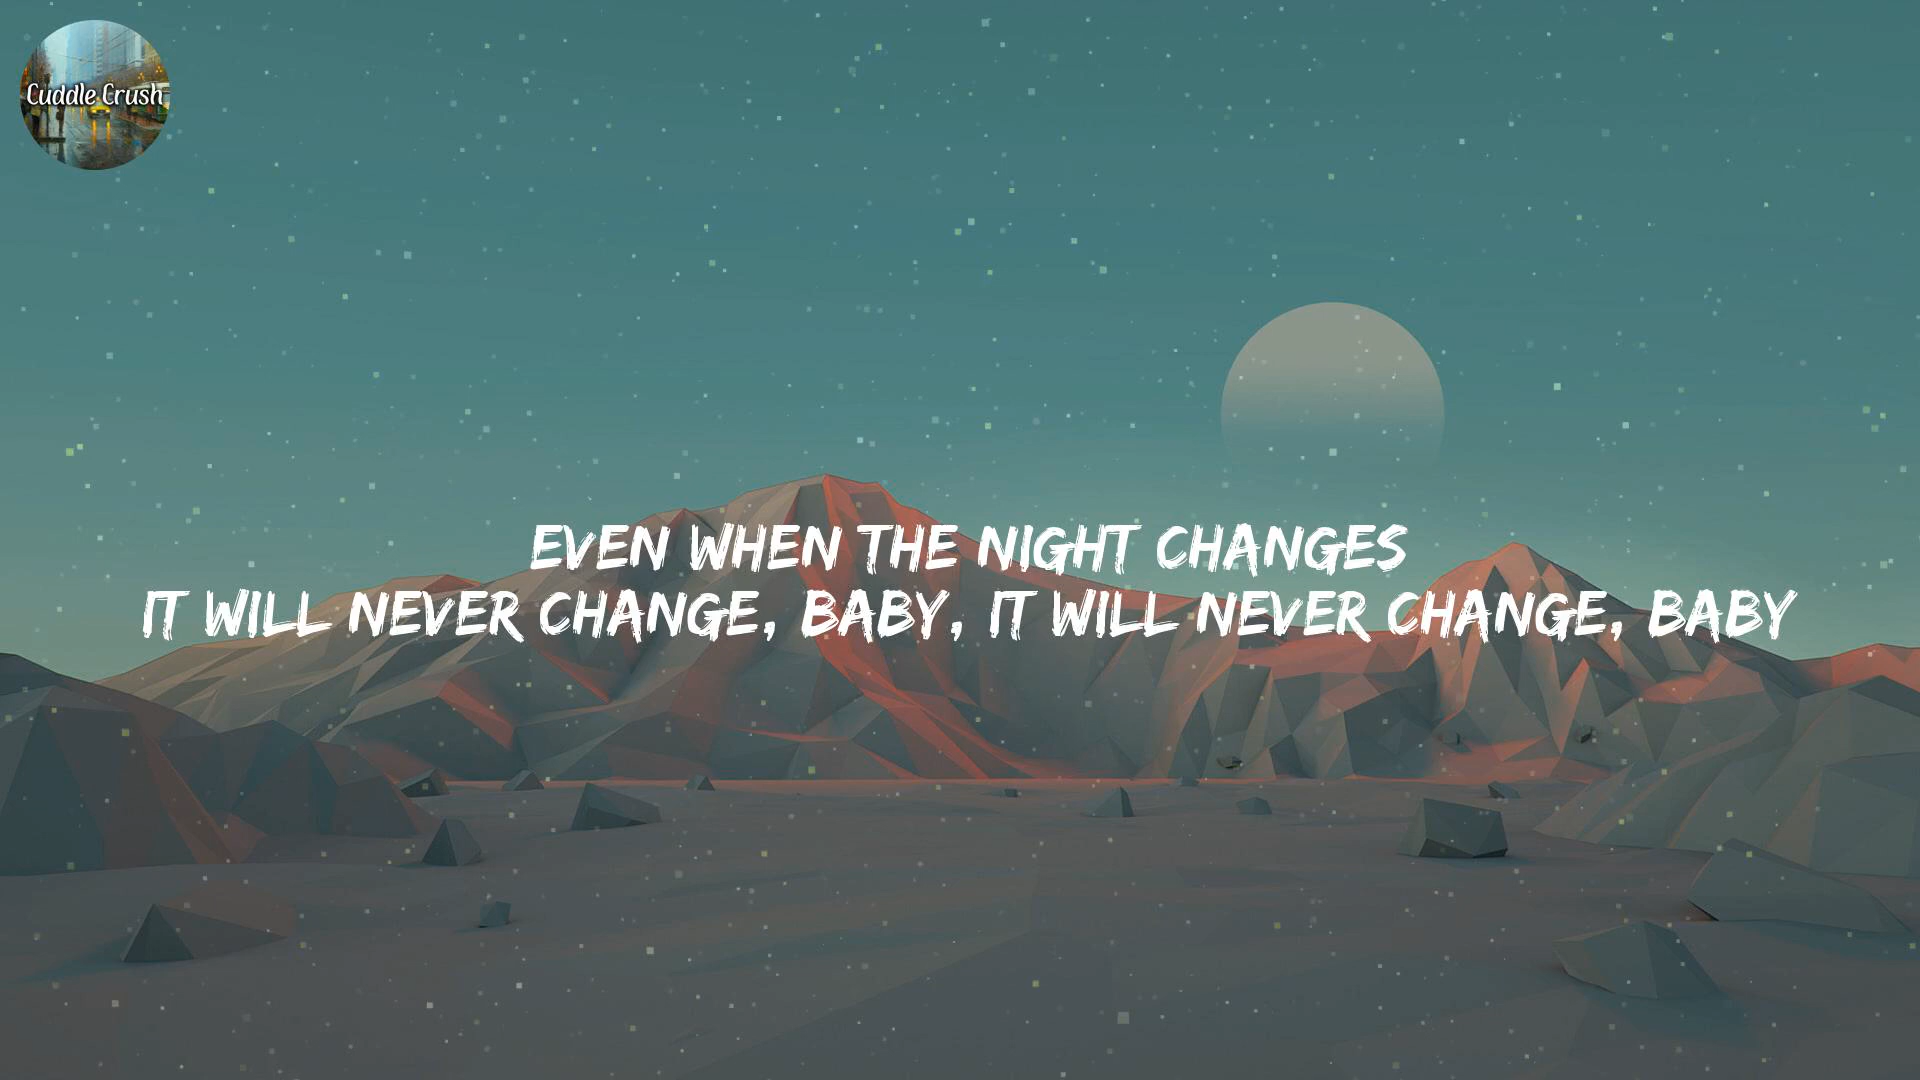 Cuddle Crush
EVEN WHEN THE NIGHT CHANGES
IT WILL NEVER CHANGE, BABY, IT WILL NEVER CHANGE, BABY